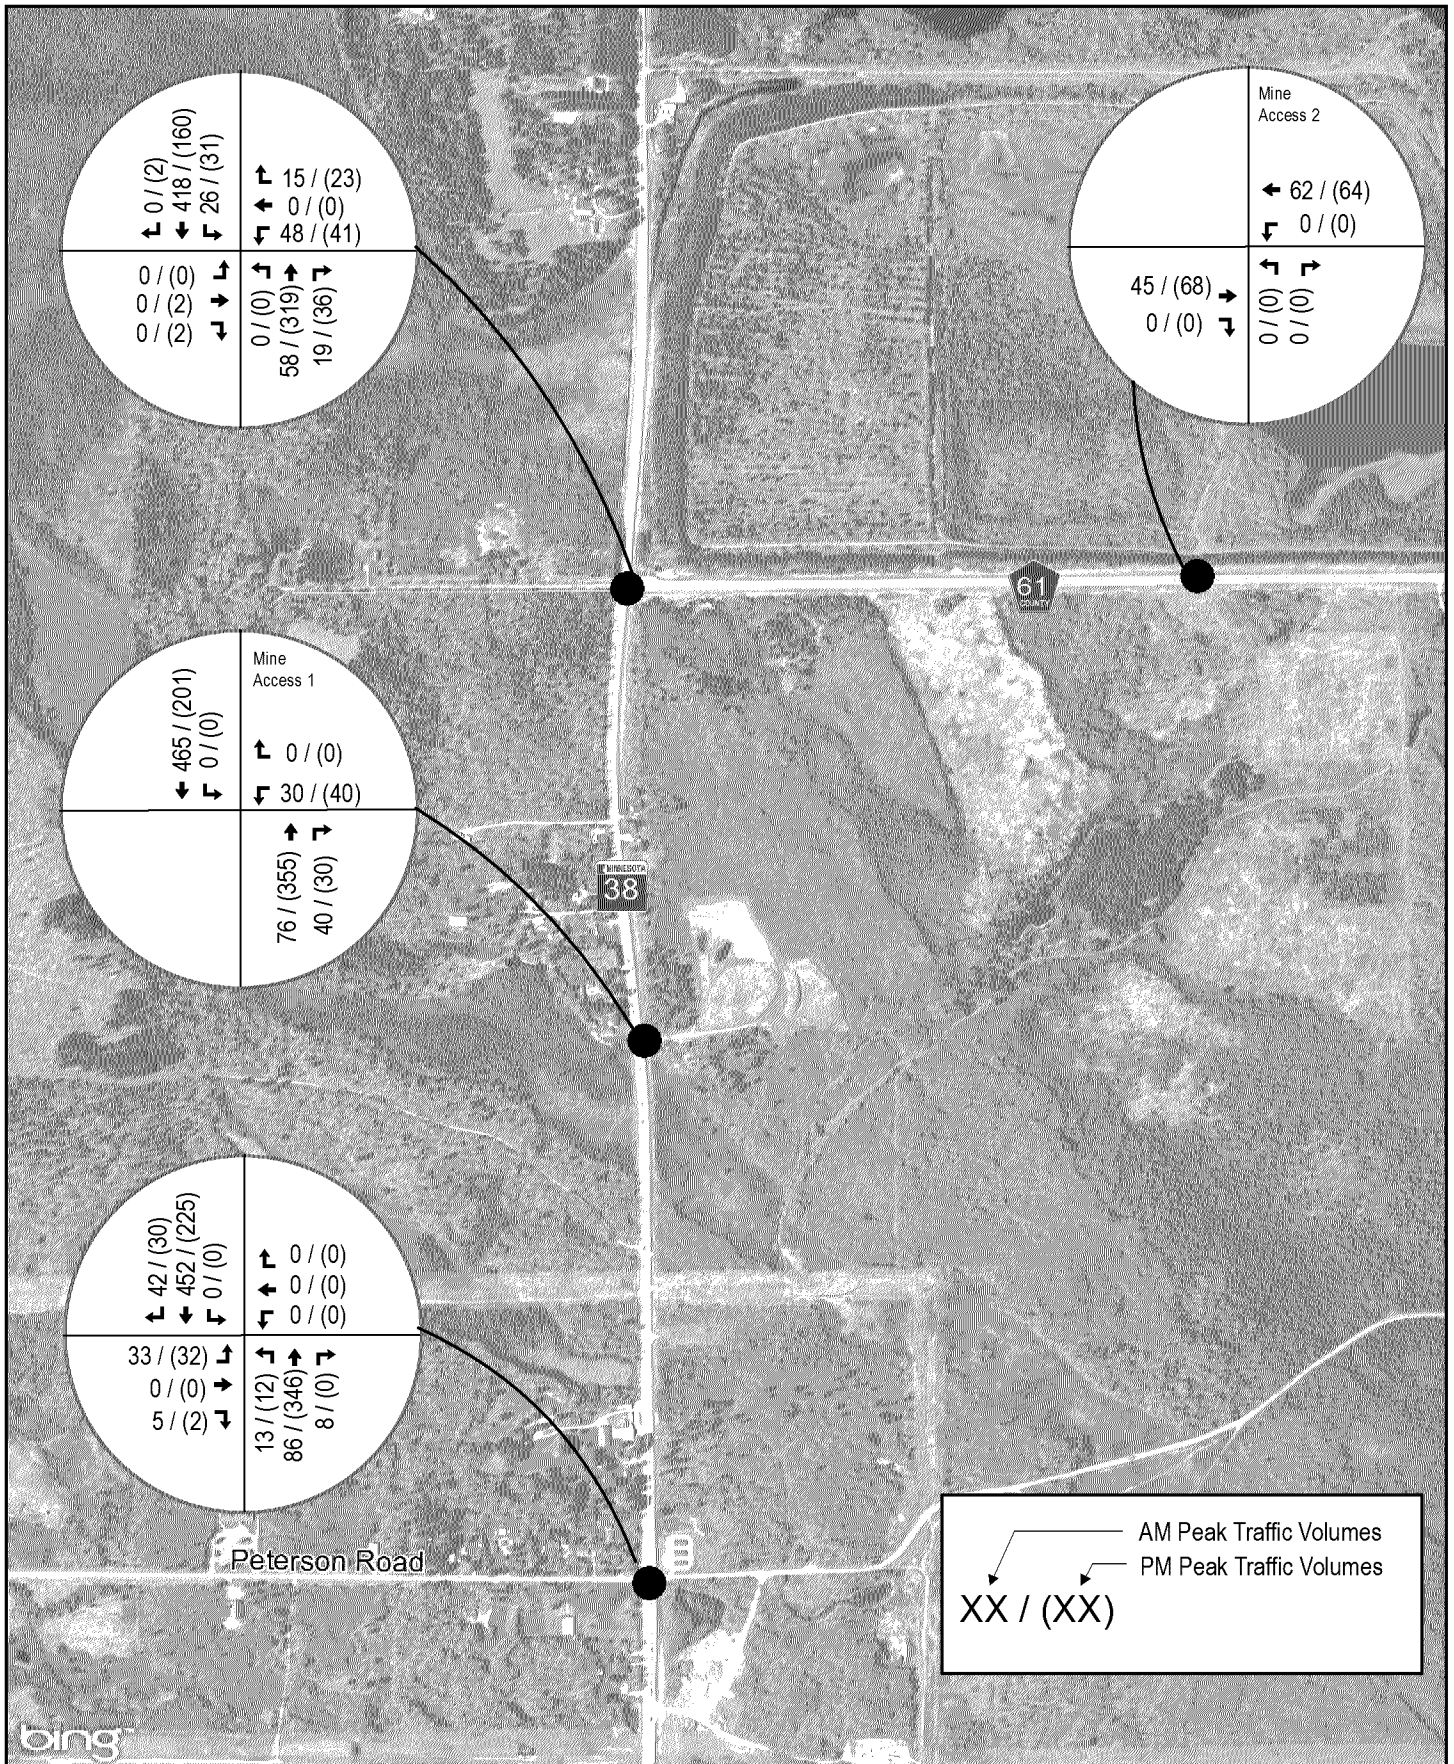 0 / (2)
418 / (160)
26 / (31)
15 / (23)
0 / (0)
48 / (41)
0 / (0)
0 / (2)
0 / (2)
0 / (0)
58 / (319)
19 / (36)
Mine
Access 2
62 / (64)
0 / (0)
45 / (68)
0 / (0)
0 / (0)
0 / (0)
61
COUNTY
Mine
Access 1
465 / (201)
0 / (0)
0 / (0)
30 / (40)
76 / (355)
40 / (30)
MINNESOTA
38
42 / (30)
452 / (225)
0 / (0)
0 / (0)
0 / (0)
0 / (0)
33 / (32)
0 / (0)
5 / (2)
13 / (12)
86 / (346)
8 / (0)
Peterson Road
AM Peak Traffic Volumes
PM Peak Traffic Volumes
XX / (XX)
bing™